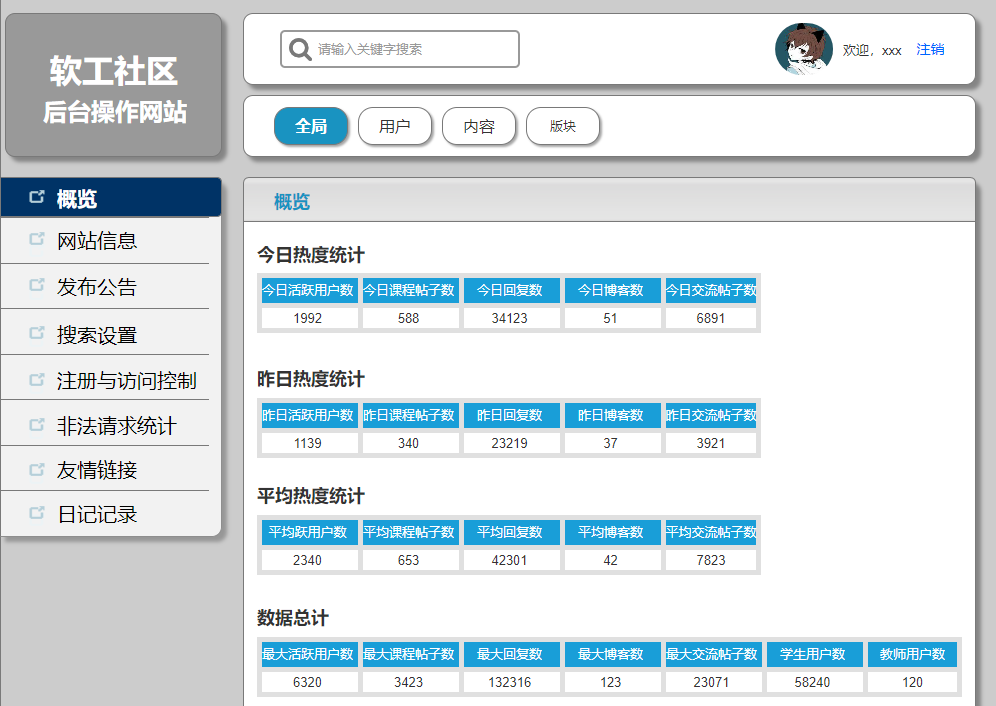 软工社区
后台操作网站
请输入关键字搜索
欢迎，xxx 注销
全局 用户 内容 版块
概览
网站信息
发布公告
搜索设置
注册与访问控制
非法请求统计
友情链接
日记记录
概览
今日热度统计
今日活跃用户数 今日课程帖子数 今日回复数 今日博客数 今日交流帖子数
1992 588 34123 51 6891
昨日热度统计
昨日活跃用户数 昨日课程帖子数 昨日回复数 昨日博客数 昨日交流帖子数
1139 340 23219 37 3921
平均热度统计
平均跃用户数 平均课程帖子数 平均回复数 平均博客数 平均交流帖子数
2340 653 42301 42 7823
数据总计
最大活跃用户数 最大课程帖子数 最大回复数 最大博客数 最大交流帖子数 学生用户数 教师用户数
6320 3423 132316 123 23071 58240 120